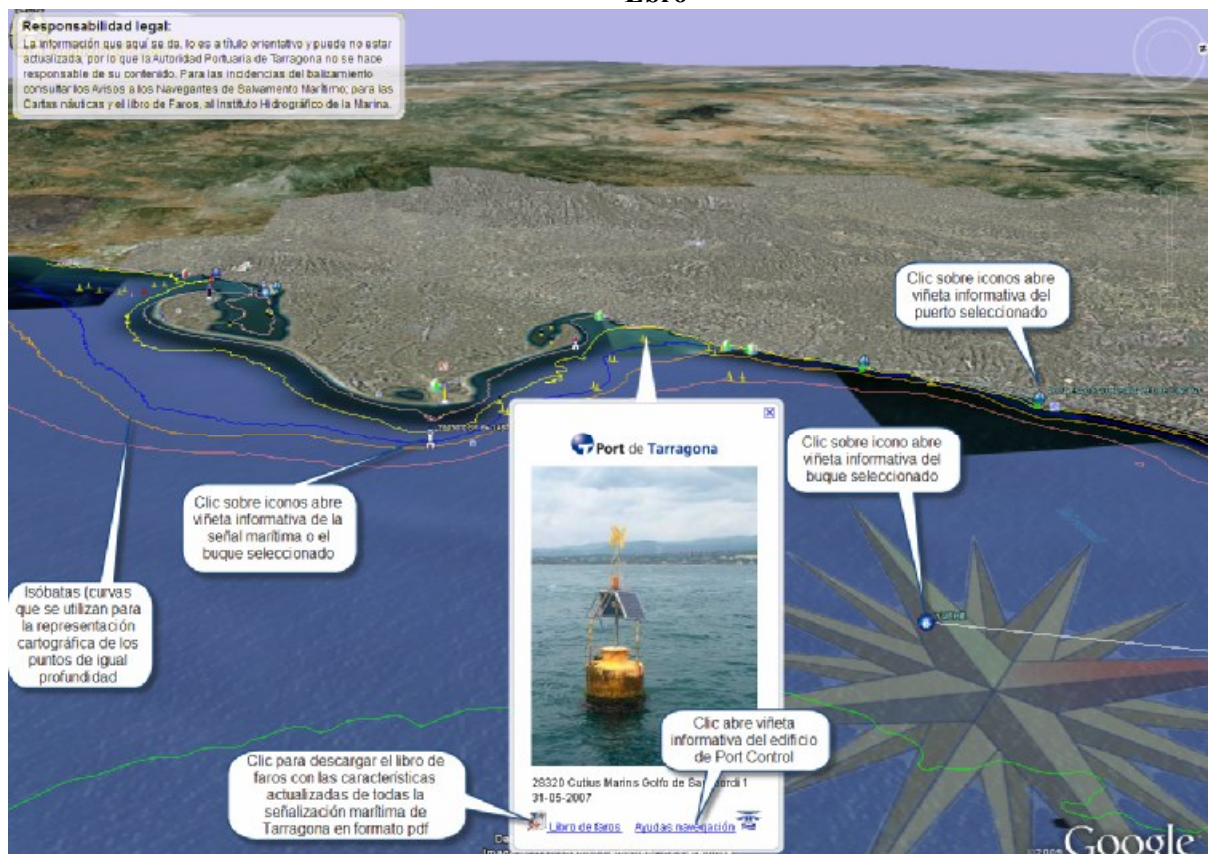 Ebro
Responsabilidad legal:
La información que aquí se da, lo es a título orientativo y puede no estar
actualizada, por lo que la Autoridad Portuaria de Tarragona no se hace
responsable de su contenido. Para las incidencias del balizamiento
consultar los Avisos a los Navegantes de Salvamento Marítimo; para las
Cartas náuticas y el libro de Faros, al Instituto Hidrográfico de la Marina.
Clic sobre iconos abre
viñeta informativa del
puerto seleccionado
Port de Tarragona
Clic sobre icono abre
viñeta informativa del
buque seleccionado
Clic sobre iconos abre
viñeta informativa de la
señal marítima o el
buque seleccionado
Isóbatas (curvas
que se utilizan para
la representación
cartográfica de los
puntos de igual
profundidad
Clic abre viñeta
informativa del edificio
de Port Control
Clic para descargar el libro de
faros con las características
actualizadas de todas la
señalización marítima de
Tarragona en formato pdf
28320 Cutius Marins Golfo de 1
31-05-2007
Libro de faros Ayudas navegación
©2009 Google